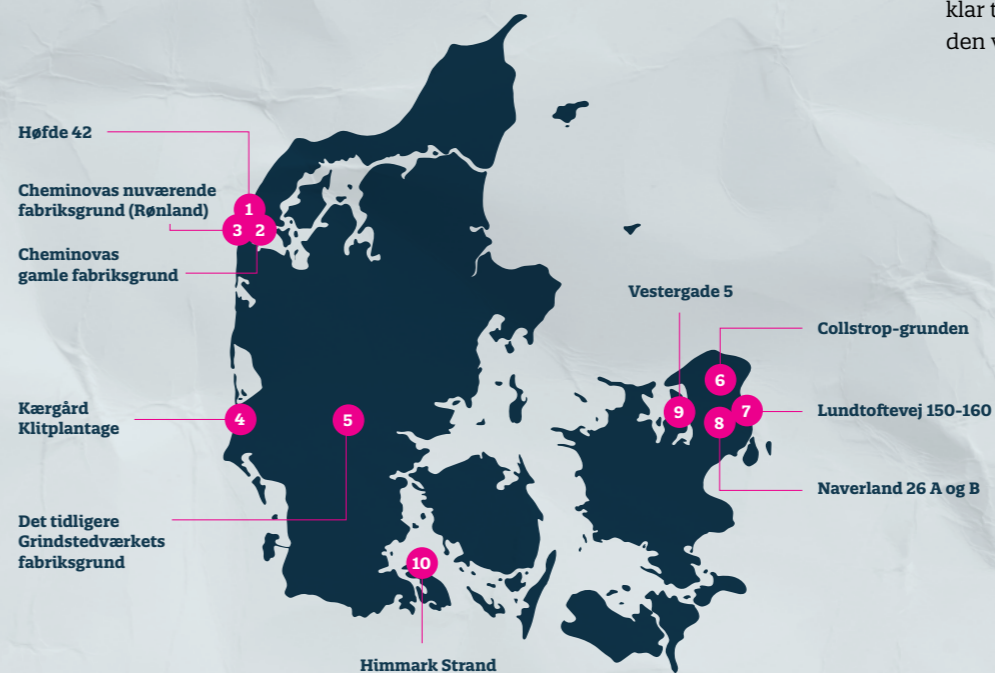 klar t
den v
Høfde 42
Cheminovas nuværende
fabriksgrund (Rønland)
Cheminovas
gamle fabriksgrund
Kærgård
Klitplantage
Det tidligere
Grindstedværkets
fabriksgrund
Himmark Strand
Vestergade 5
Collstrop-grunden
Lundtoftevej 150-160
Naverland 26 A og B
1
3
2
4
5
10
9
6
7
8